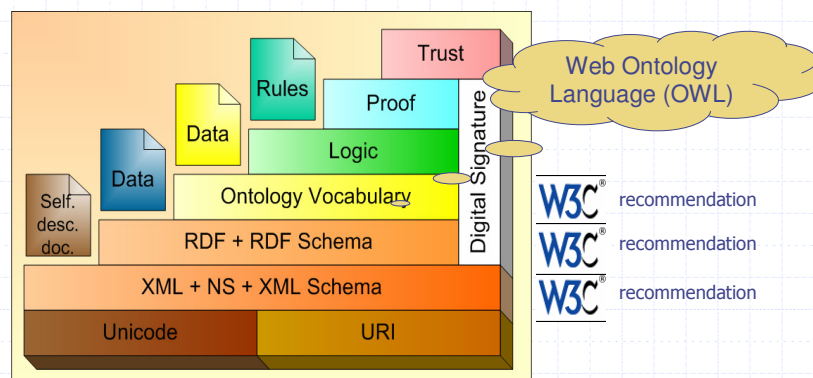 Trust
Web Ontology
Language (OWL)
Rules
Proof
Data
Logic
Digital Signature
Data
Self.
desc.
doc.
Ontology Vocabulary
W3C® recommendation
RDF + RDF Schema
W3C® recommendation
XML + NS + XML Schema
W3C® recommendation
Unicode
URI